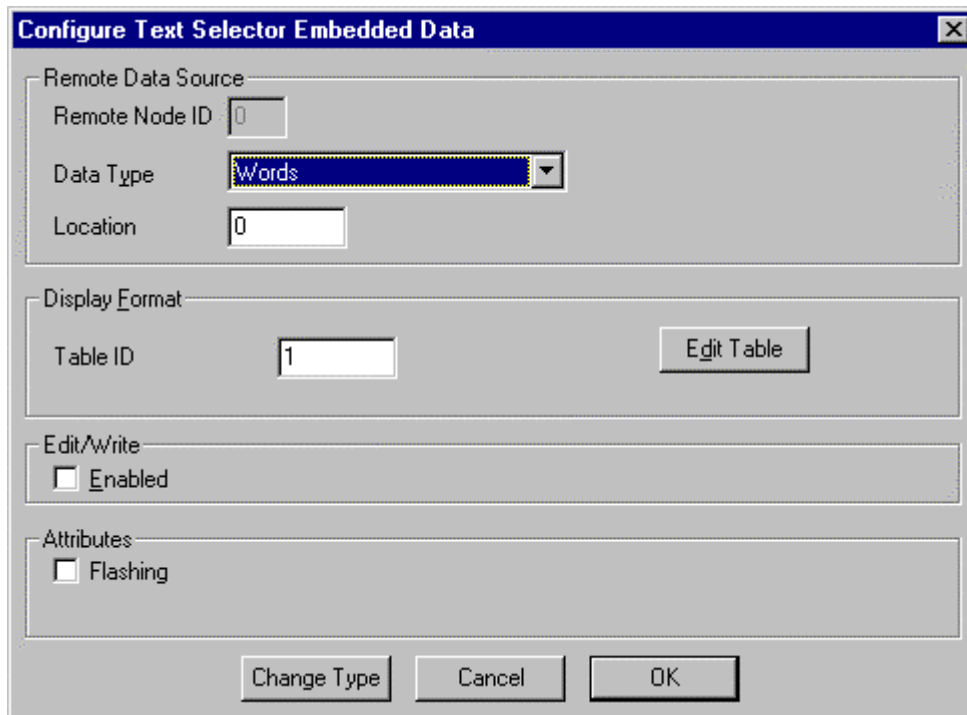 Configure Text Selector Embedded Data
Remote Data Source
Remote Node ID 0
Data Type Words
Location 0
Display Format
Table ID 1 Edit Table
Edit/Write
Enabled
Attributes
Flashing
Change Type Cancel OK